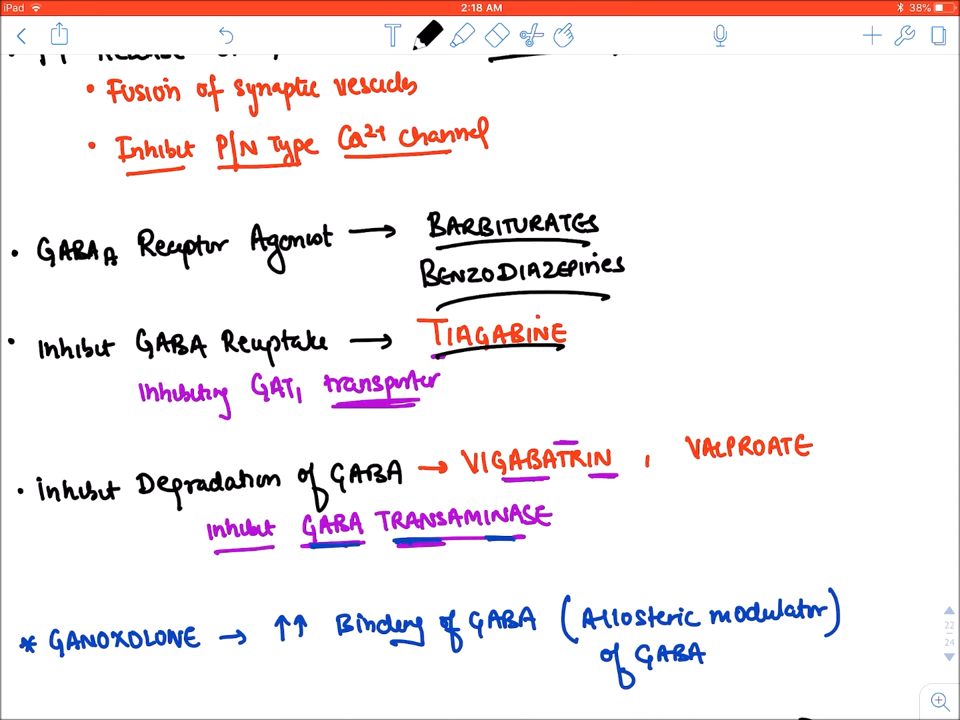 iPad
2:18 AM
38%
T
• Fusion of synaptic vesicles
• Inhibit P/N Type Ca2+ channel
• GABAA Receptor Agonist → BARBITURATES
BENZODIAZEPines
• Inhibit GABA Reuptake → TIAGABINE
Inhibiting GAT1 transporter
• inhibit Degradation of GABA → VIGABATRIN , VALPROATE
inhibit GABA TRANSAMINASE
* GANOXOLONE → ↑↑ Binding of GABA (Allosteric modulator)
of GABA
22
24